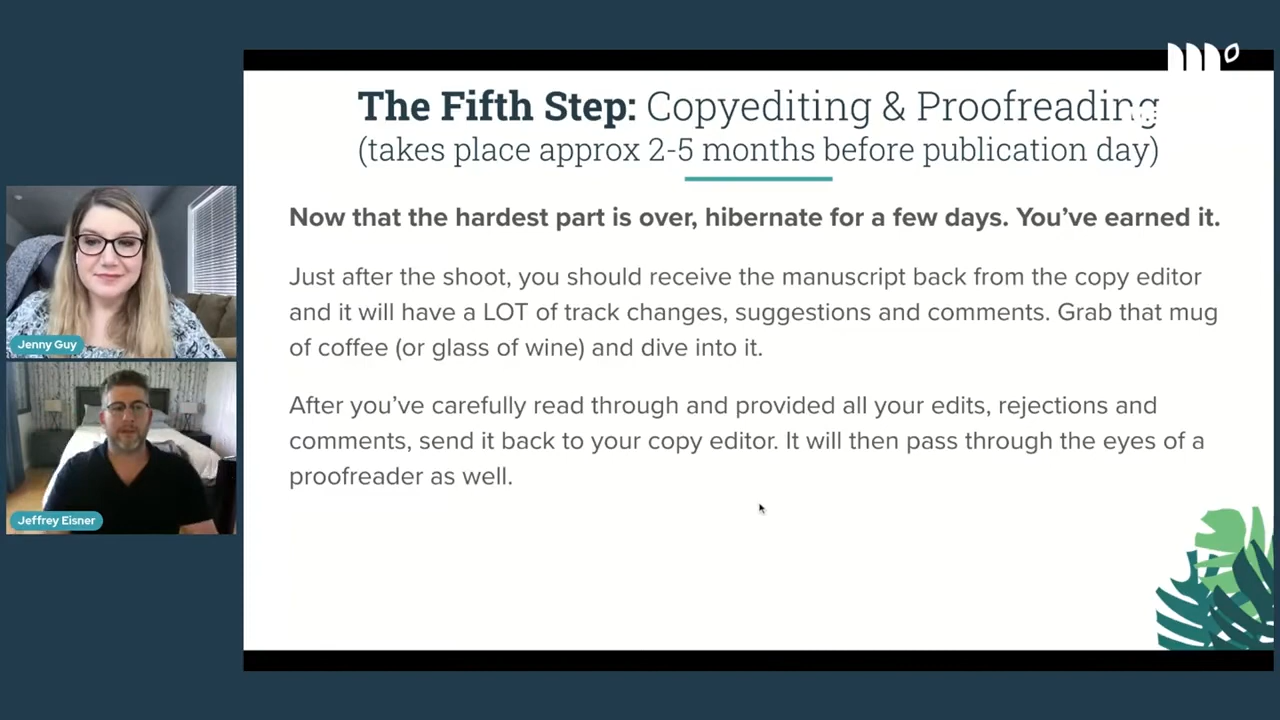 The Fifth Step: Copyediting & Proofreading
(takes place approx 2-5 months before publication day)
Now that the hardest part is over, hibernate for a few days. You’ve earned it.
Just after the shoot, you should receive the manuscript back from the copy editor
and it will have a LOT of track changes, suggestions and comments. Grab that mug
of coffee (or glass of wine) and dive into it.
After you’ve carefully read through and provided all your edits, rejections and
comments, send it back to your copy editor. It will then pass through the eyes of a
proofreader as well.
Jenny Guy
Jeffrey Eisner